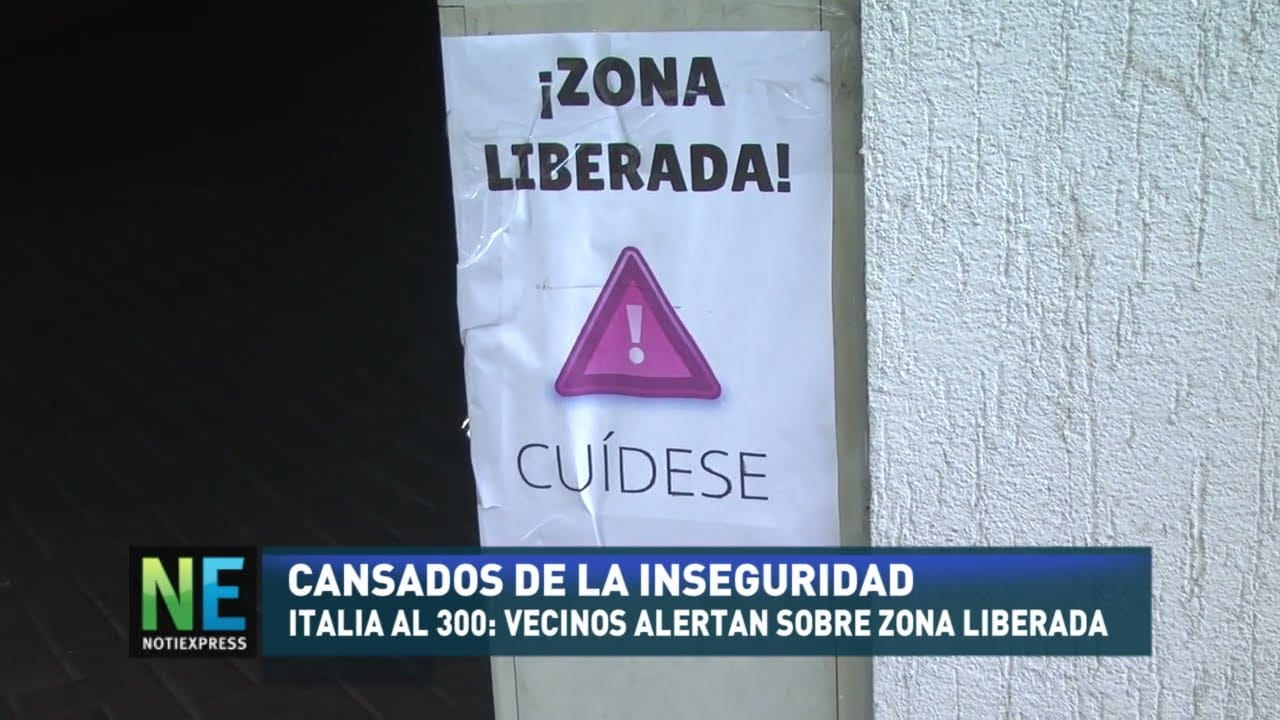 ¡ZONA
LIBERADA!
!
CUÍDESE
NE
NOTIEXPRESS
CANSADOS DE LA INSEGURIDAD
ITALIA AL 300: VECINOS ALERTAN SOBRE ZONA LIBERADA